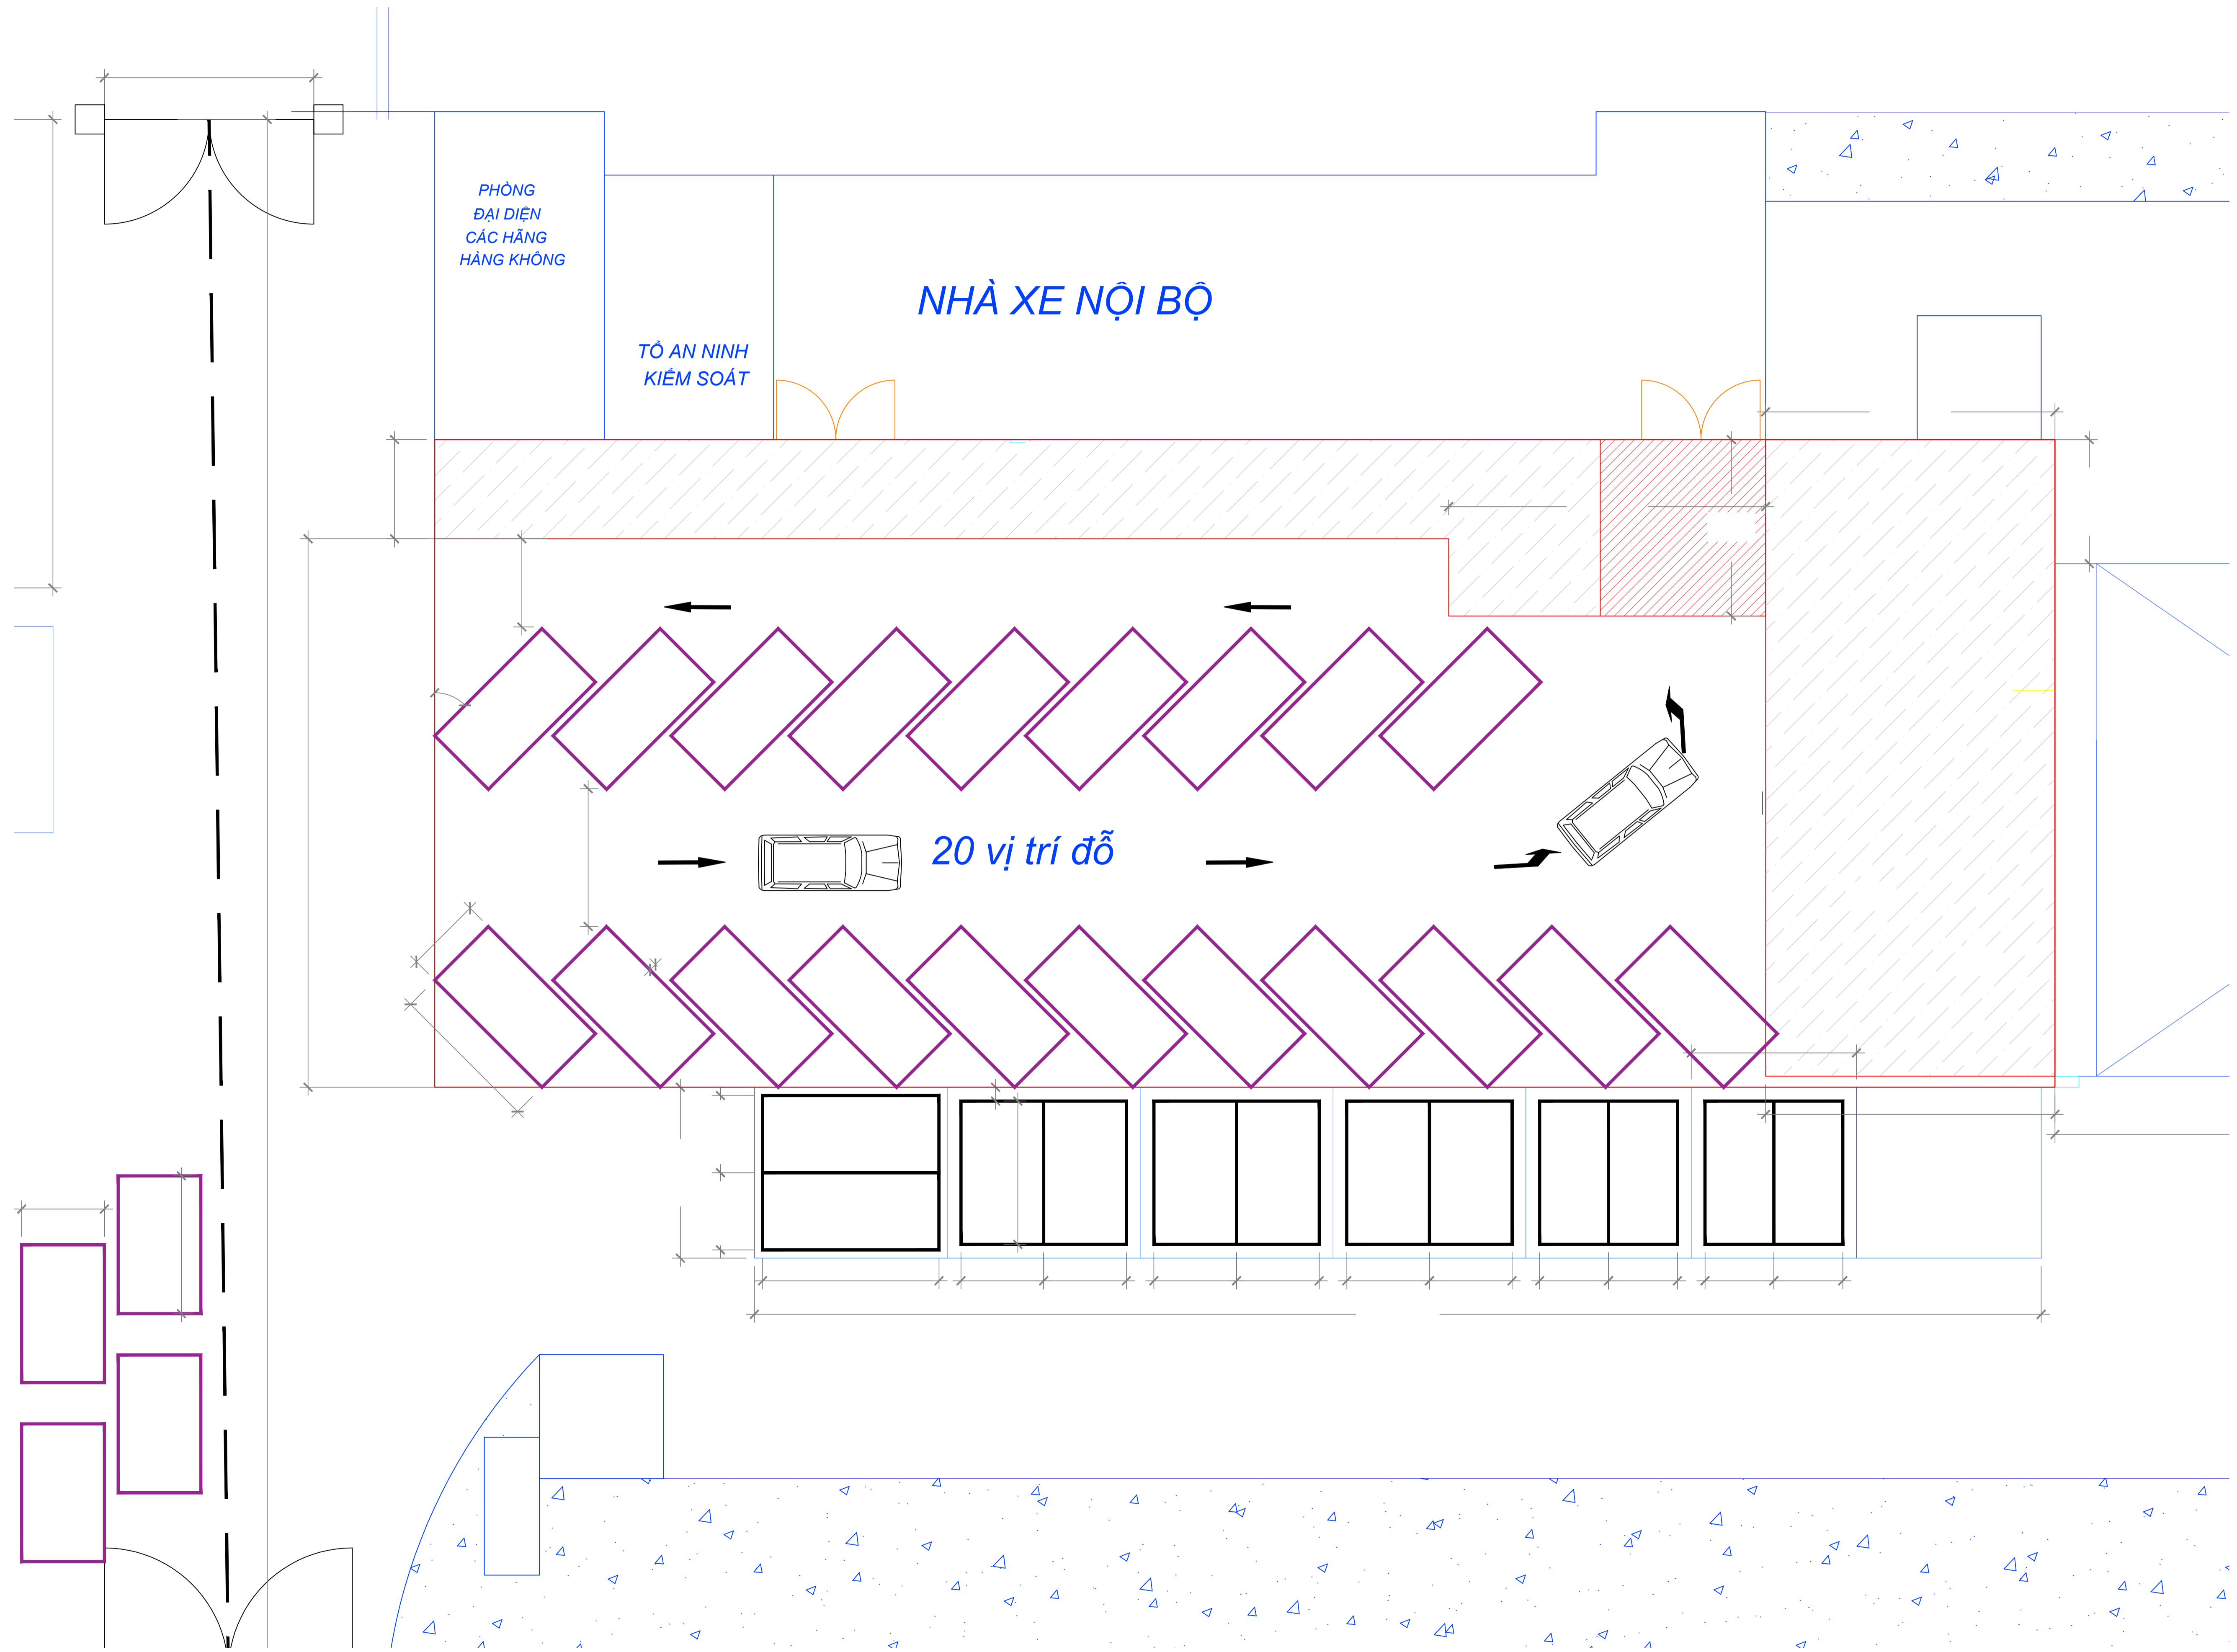 PHÒNG
ĐẠI DIỆN
CÁC HÃNG
HÀNG KHÔNG
NHÀ XE NỘI BỘ
TỔ AN NINH
KIỂM SOÁT
20 vị trí đỗ